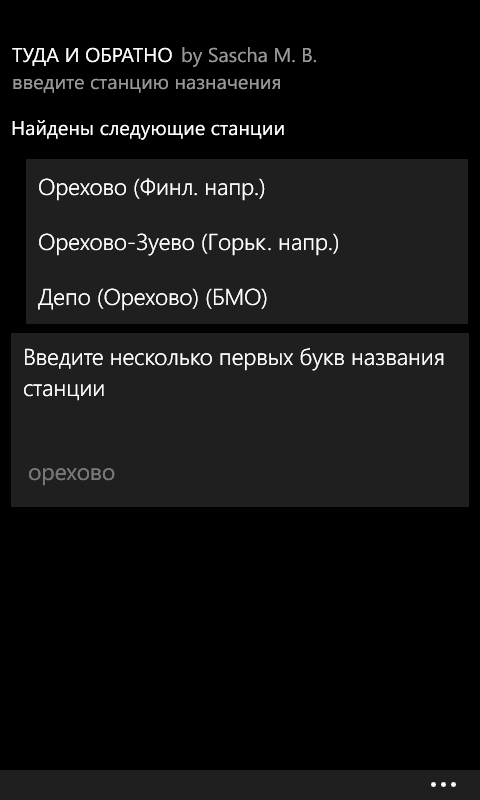 ТУДА И ОБРАТНО by Sascha M. B.
введите станцию назначения
Найдены следующие станции
Орехово (Финл. напр.)
Орехово-Зуево (Горьк. напр.)
Депо (Орехово) (БМО)
Введите несколько первых букв названия
станции
орехово